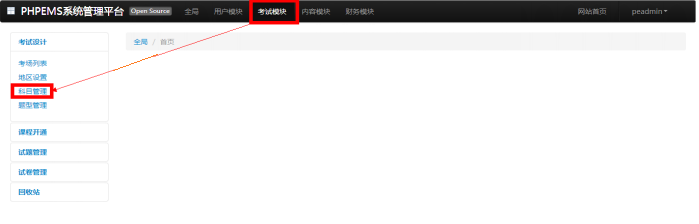 PHPEMS系统管理平台 Open Source 全局 用户模块 考试模块 内容模块 财务模块 网站首页 peadmin
考试设计
全局 / 首页
考场列表
地区设置
科目管理
题型管理
课程开通
试题管理
试卷管理
回收站